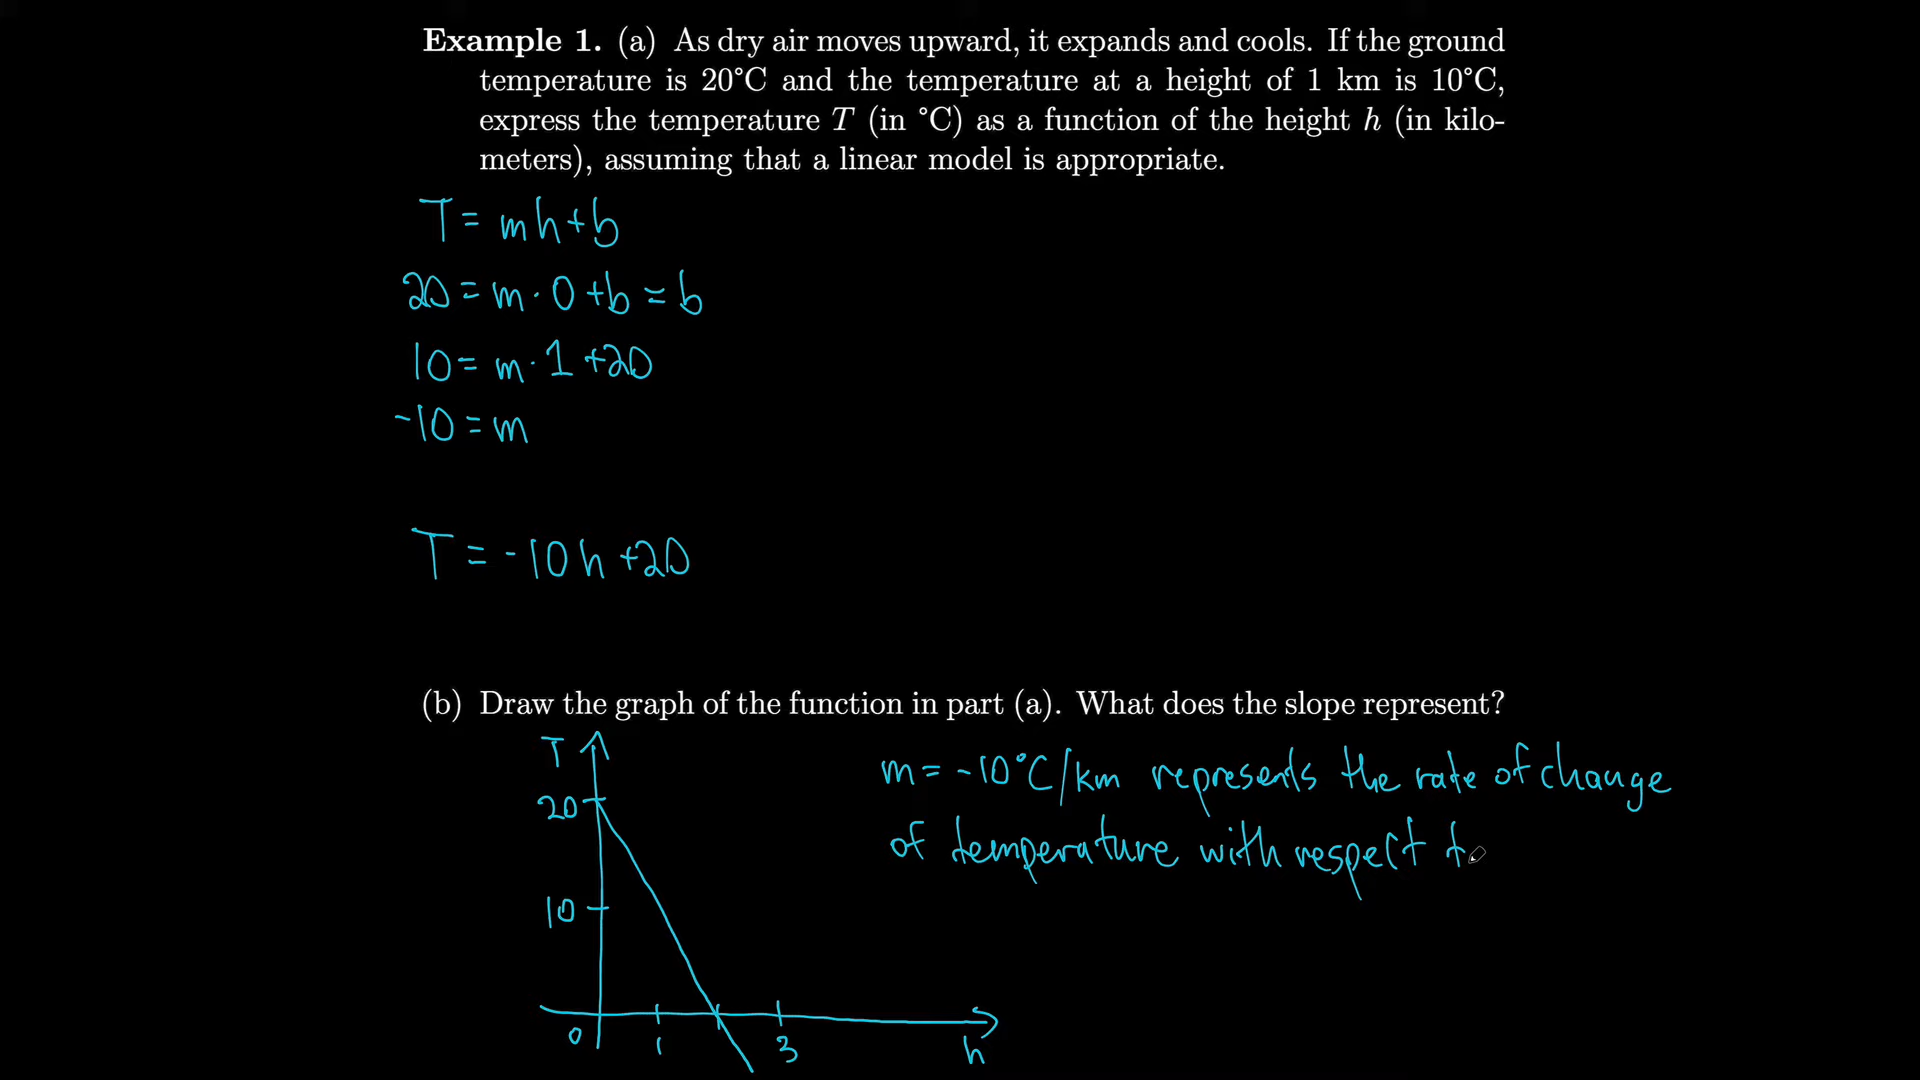 Example 1. (a) As dry air moves upward, it expands and cools. If the ground
temperature is 20°C and the temperature at a height of 1 km is 10°C,
express the temperature T (in °C) as a function of the height h (in kilo-
meters), assuming that a linear model is appropriate.
T = mh+b
20 = m · 0 +b = b
10 = m · 1 +20
-10 = m
T = -10h +20
(b) Draw the graph of the function in part (a). What does the slope represent?
T
20
10
0
1
3
h
m = -10°C/km represents the rate of change
of temperature with respect t